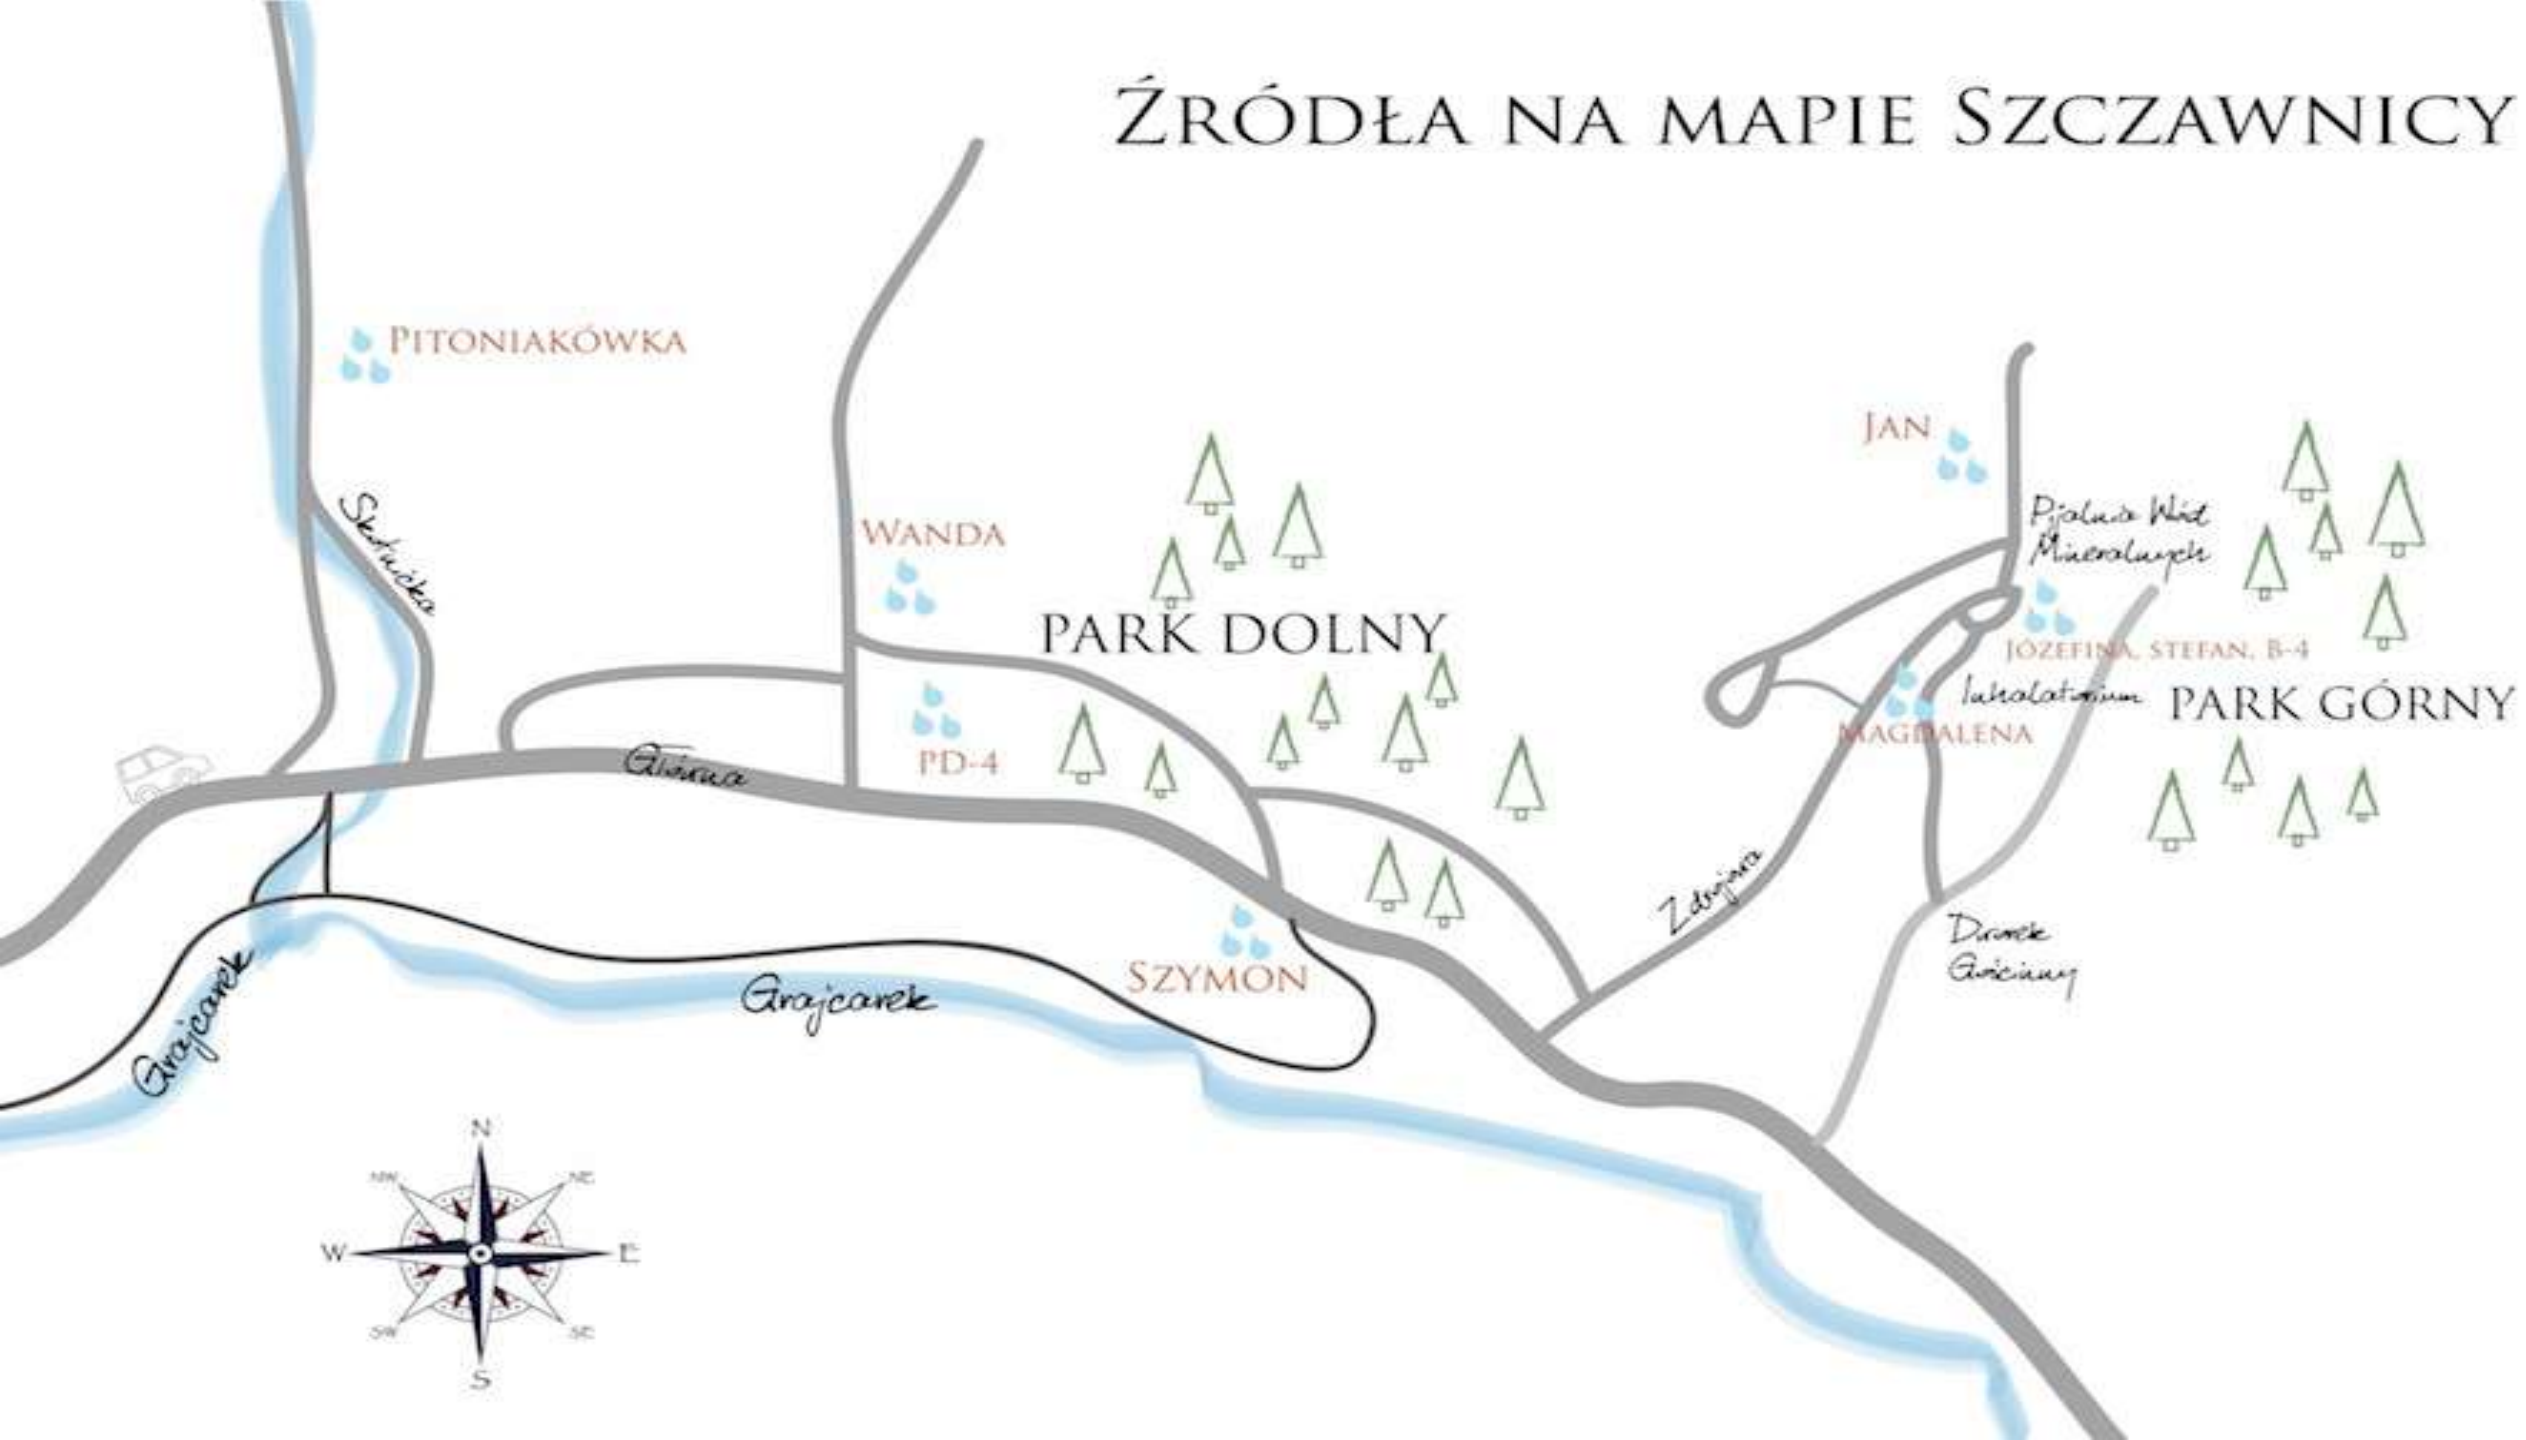 ŹRÓDŁA NA MAPIE SZCZAWNICY
PITONIAKÓWKA
JAN
Skotnicka
Pijalnia Wód
Mineralnych
WANDA
PARK DOLNY
JÓZEFINA, STEFAN, B-4
Inhalatorium
PARK GÓRNY
MAGDALENA
PD-4
Główna
Zdrojowa
Dworek
Gościnny
SZYMON
Grajcarek
Grajcarek
N
NW
NE
W
E
SW
SE
S